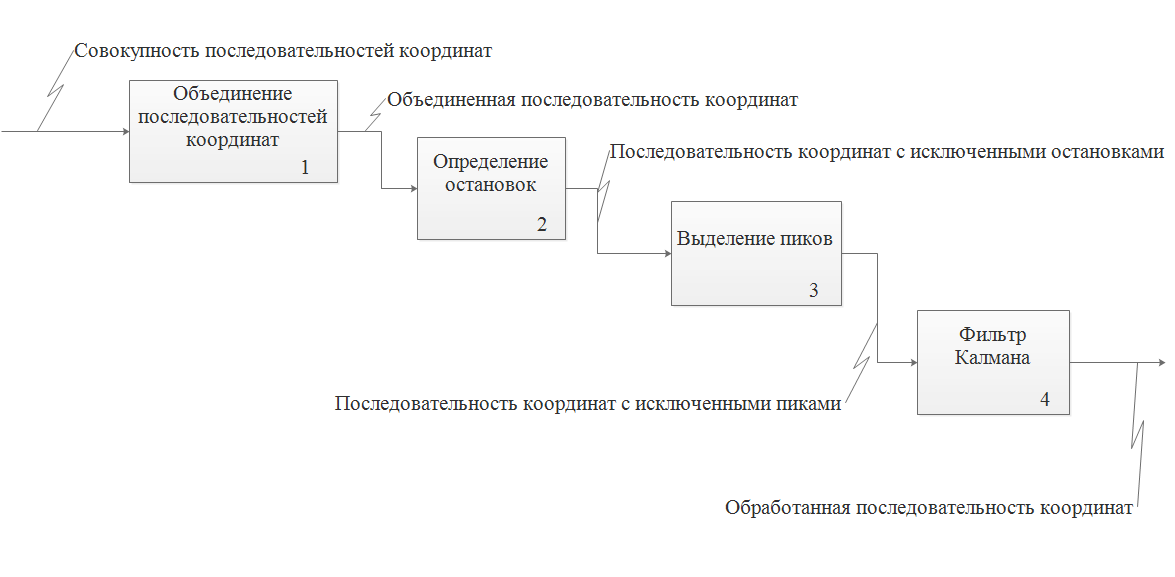 Совокупность последовательностей координат
Объединение
последовательностей
координат
1
Объединенная последовательность координат
Определение
остановок
2
Последовательность координат с исключенными остановками
Выделение пиков
3
Фильтр
Калмана
4
Последовательность координат с исключенными пиками
Обработанная последовательность координат